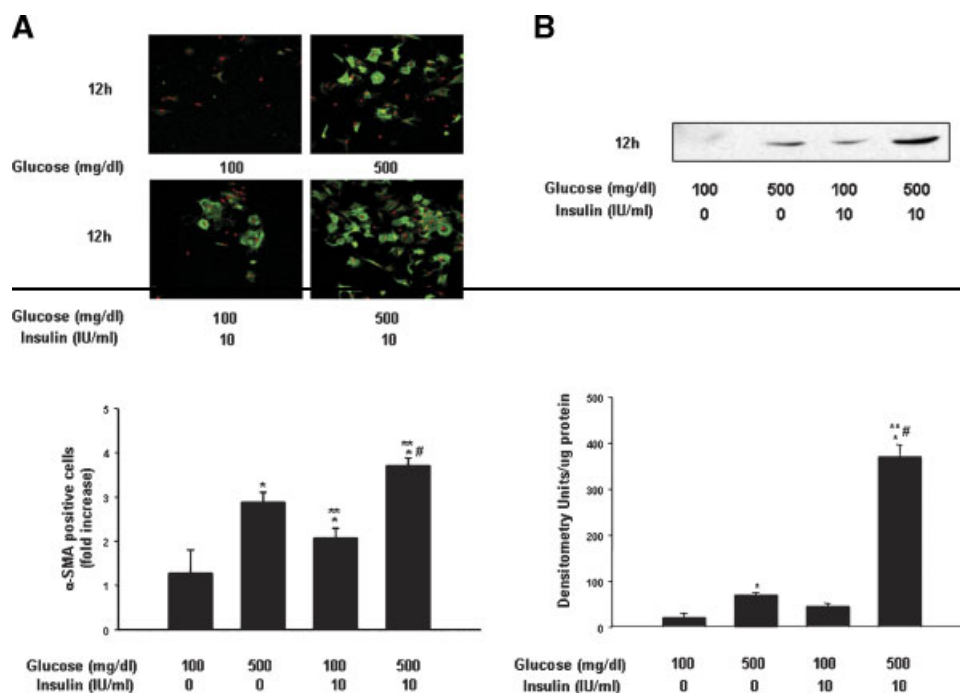 A
12h
Glucose (mg/dl)
100 500
12h
Glucose (mg/dl) 100 500
Insulin (IU/ml) 10 10
5
4
3
2
1
0
α-SMA positive cells
(fold increase)
*
**
*
**
* #
Glucose (mg/dl) 100 500 100 500
Insulin (IU/ml) 0 0 10 10
B
12h
Glucose (mg/dl) 100 500 100 500
Insulin (IU/ml) 0 0 10 10
500
400
300
200
100
0
Densitometry Units/ug protein
*
** #
*
Glucose (mg/dl) 100 500 100 500
Insulin (IU/ml) 0 0 10 10